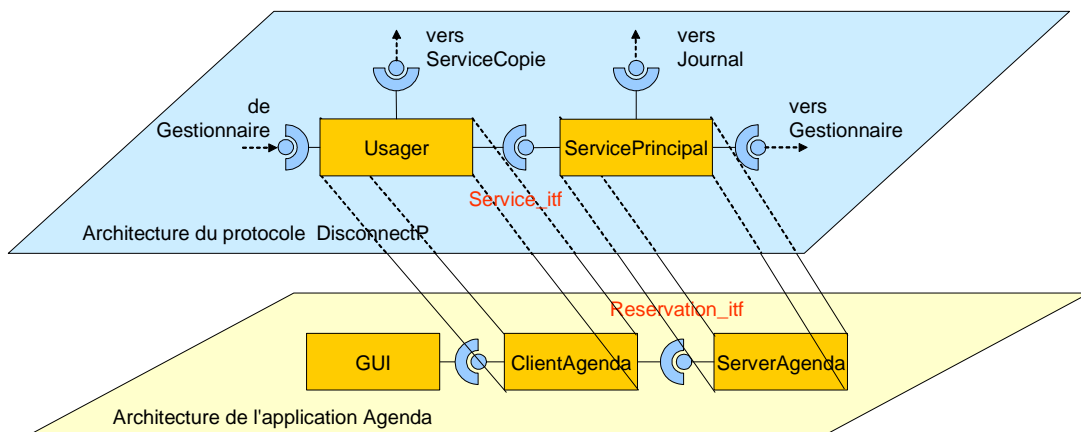 vers
ServiceCopie
vers
Journal
de
Gestionnaire
vers
Gestionnaire
Usager
ServicePrincipal
Service_itf
Architecture du protocole DisconnectP
Reservation_itf
GUI
ClientAgenda
ServerAgenda
Architecture de l'application Agenda